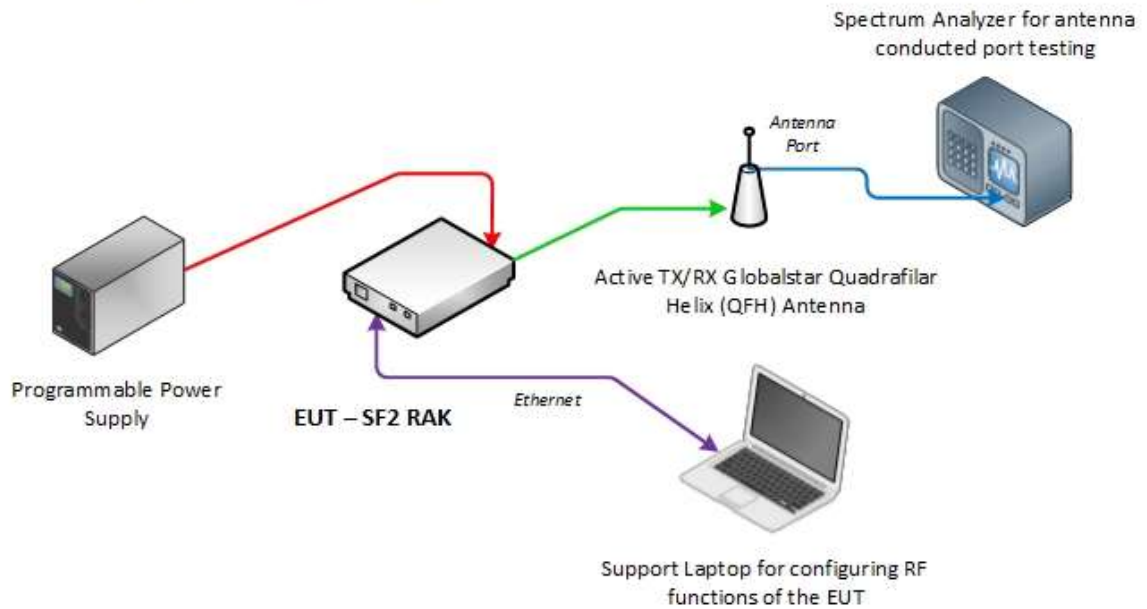 Spectrum Analyzer for antenna
conducted port testing
Antenna
Port
Active TX/RX Globalstar Quadrafilar
Helix (QFH) Antenna
Programmable Power
Supply
EUT – SF2 RAK
Ethernet
Support Laptop for configuring RF
functions of the EUT